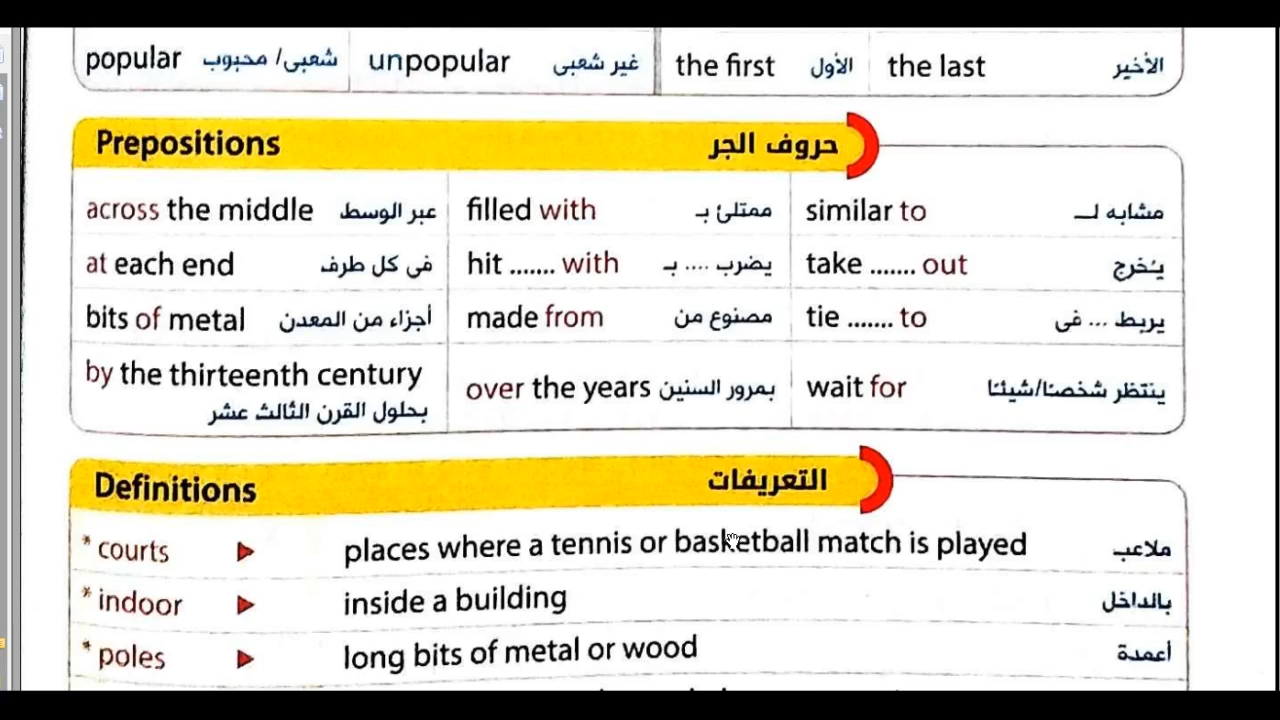 popular شعبى/ محبوب unpopular غير شعبى the first الأول the last الأخير
Prepositions حروف الجر
across the middle عبر الوسط filled with ممتلئ بـ similar to مشابه لـ
at each end فى كل طرف hit ....... with يضرب .... بـ take ....... out يُخرج
bits of metal أجزاء من المعدن made from مصنوع من tie ....... to يربط ... فى
by the thirteenth century over the years بمرور السنين wait for ينتظر شخصًا/شيئًا
بحلول القرن الثالث عشر
Definitions التعريفات
* courts ► places where a tennis or basketball match is played ملاعب
* indoor ► inside a building بالداخل
* poles ► long bits of metal or wood أعمدة